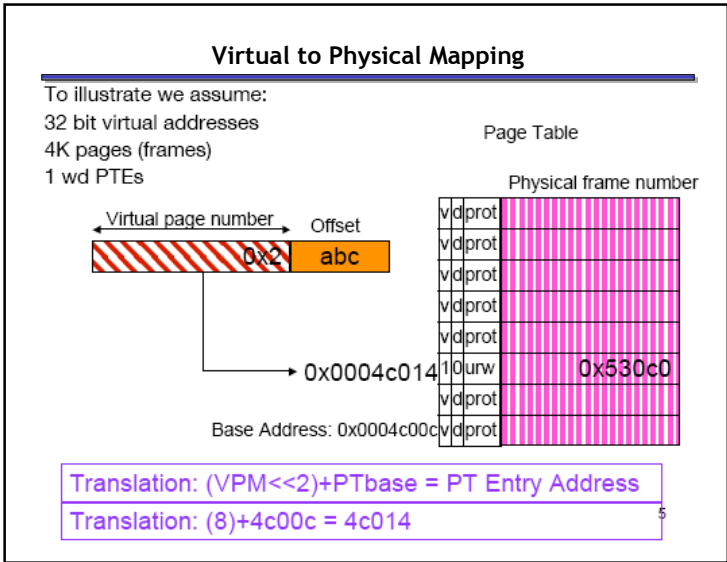 Virtual to Physical Mapping
To illustrate we assume:
32 bit virtual addresses
4K pages (frames)
1 wd PTEs
Page Table
Physical frame number
Virtual page number
Offset
0x2
abc
v d prot
v d prot
v d prot
v d prot
v d prot
0x0004c014
1 0 urw
0x530c0
v d prot
Base Address: 0x0004c00c
v d prot
Translation: (VPM<<2)+PTbase = PT Entry Address
Translation: (8)+4c00c = 4c014
5